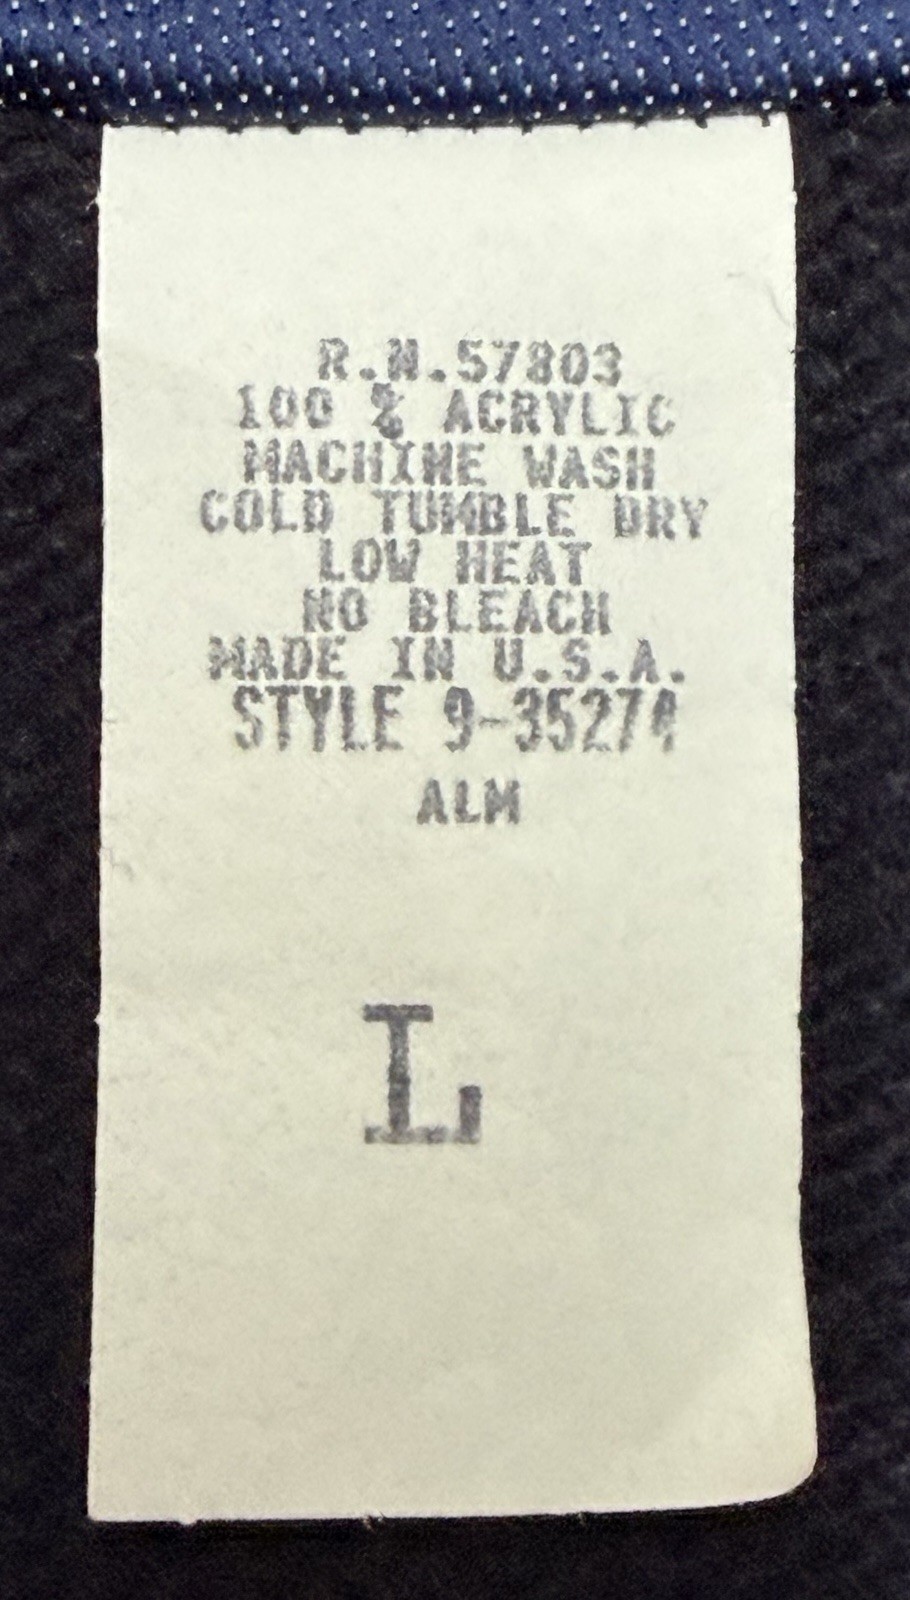 R.N.57803
100 % ACRYLIC
MACHINE WASH
COLD TUMBLE DRY
LOW HEAT
NO BLEACH
MADE IN U.S.A.
STYLE 9-35274
ALM
L